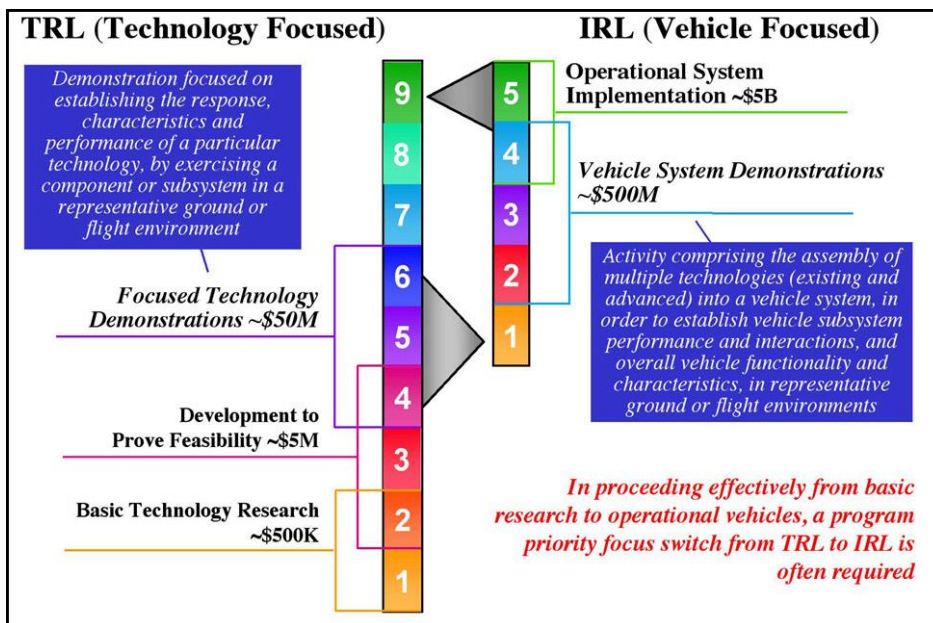 TRL (Technology Focused)
Demonstration focused on
establishing the response,
characteristics and
performance of a particular
technology, by exercising a
component or subsystem in a
representative ground or
flight environment
Focused Technology
Demonstrations ~$50M
Development to
Prove Feasibility ~$5M
Basic Technology Research
~$500K
9
8
7
6
5
4
3
2
1
IRL (Vehicle Focused)
5
4
3
2
1
Operational System
Implementation ~$5B
Vehicle System Demonstrations
~$500M
Activity comprising the assembly of
multiple technologies (existing and
advanced) into a vehicle system, in
order to establish vehicle subsystem
performance and interactions, and
overall vehicle functionality and
characteristics, in representative
ground or flight environments
In proceeding effectively from basic
research to operational vehicles, a program
priority focus switch from TRL to IRL is
often required